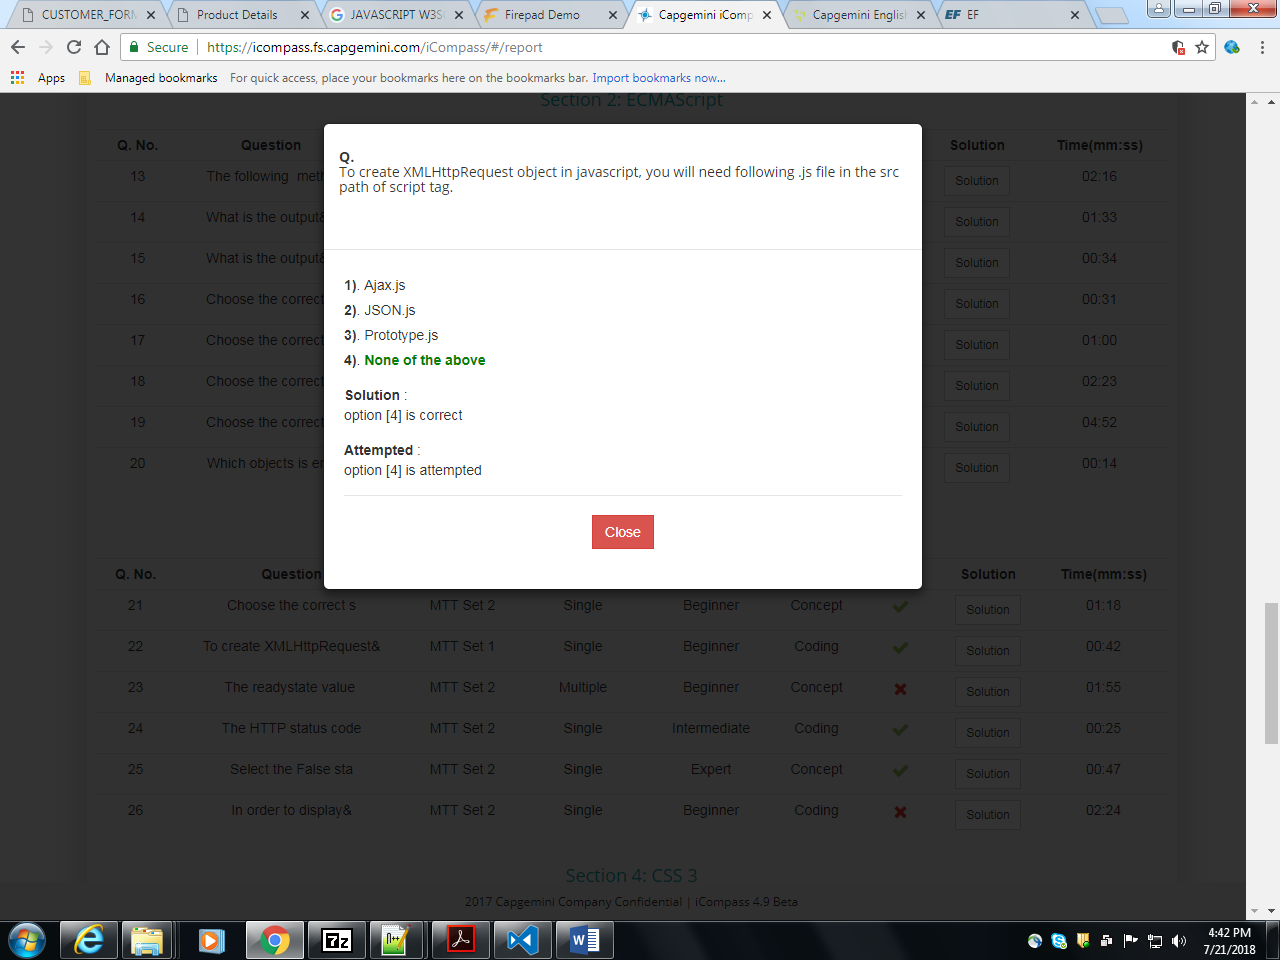 CUSTOMER_FORM
Product Details
JAVASCRIPT W3S
Firepad Demo
Capgemini iComp
Capgemini English
EF EF
Secure https://icompass.fs.capgemini.com/iCompass/#/report
Apps Managed bookmarks For quick access, place your bookmarks here on the bookmarks bar. Import bookmarks now...
Section 2: ECMAScript
Q. No. Question Solution Time(mm:ss)
13 The following meth Solution 02:16
14 What is the output& Solution 01:33
15 What is the output& Solution 00:34
16 Choose the correct Solution 00:31
17 Choose the correct Solution 01:00
18 Choose the correct Solution 02:23
19 Choose the correct Solution 04:52
20 Which objects is er Solution 00:14
Q.
To create XMLHttpRequest object in javascript, you will need following .js file in the src
path of script tag.
1). Ajax.js
2). JSON.js
3). Prototype.js
4). None of the above
Solution :
option [4] is correct
Attempted :
option [4] is attempted
Close
Q. No. Question Solution Time(mm:ss)
21 Choose the correct s MTT Set 2 Single Beginner Concept Solution 01:18
22 To create XMLHttpRequest& MTT Set 1 Single Beginner Coding Solution 00:42
23 The readystate value MTT Set 2 Multiple Beginner Concept Solution 01:55
24 The HTTP status code MTT Set 2 Single Intermediate Coding Solution 00:25
25 Select the False sta MTT Set 2 Single Expert Concept Solution 00:47
26 In order to display& MTT Set 2 Single Beginner Coding Solution 02:24
Section 4: CSS 3
2017 Capgemini Company Confidential | iCompass 4.9 Beta
7z
4:42 PM
7/21/2018